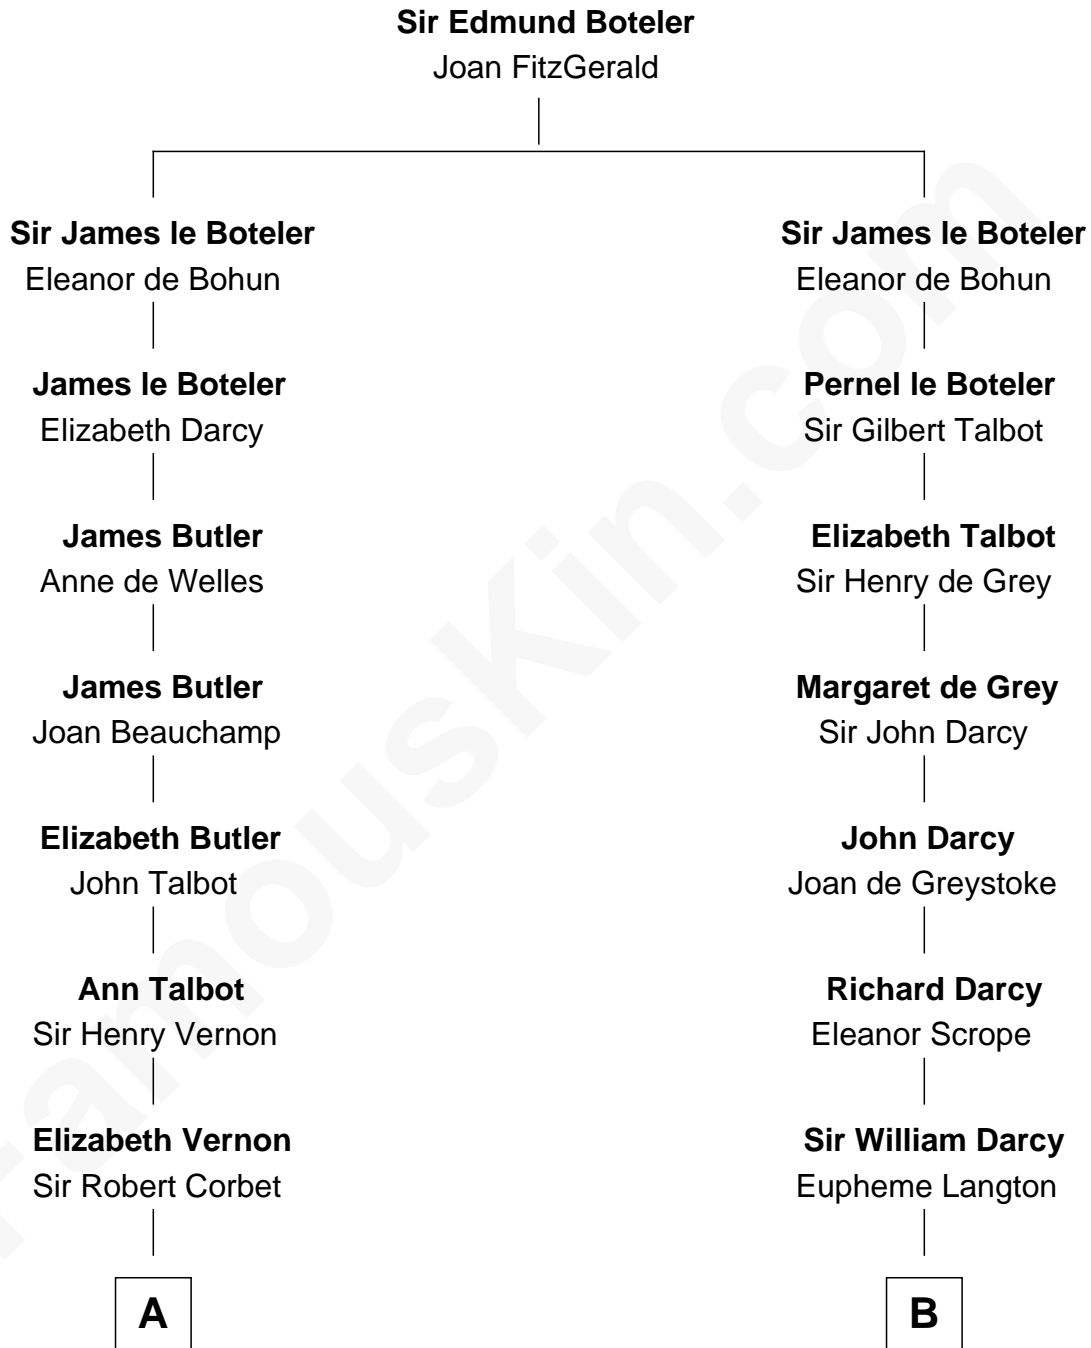 Sir Edmund Boteler
Joan FitzGerald
Sir James le Boteler
Eleanor de Bohun
Sir James le Boteler
Eleanor de Bohun
James le Boteler
Elizabeth Darcy
Pernel le Boteler
Sir Gilbert Talbot
James Butler
Anne de Welles
Elizabeth Talbot
Sir Henry de Grey
James Butler
Joan Beauchamp
Margaret de Grey
Sir John Darcy
Elizabeth Butler
John Talbot
John Darcy
Joan de Greystoke
Ann Talbot
Sir Henry Vernon
Richard Darcy
Eleanor Scrope
Elizabeth Vernon
Sir Robert Corbet
Sir William Darcy
Eupheme Langton
A
B
FamousKin.com